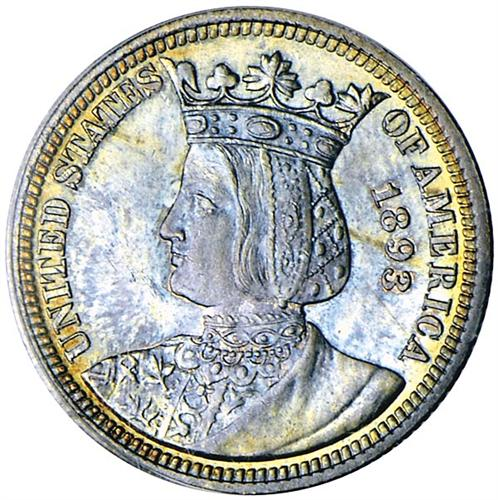 UNITED STATES OF AMERICA
1893